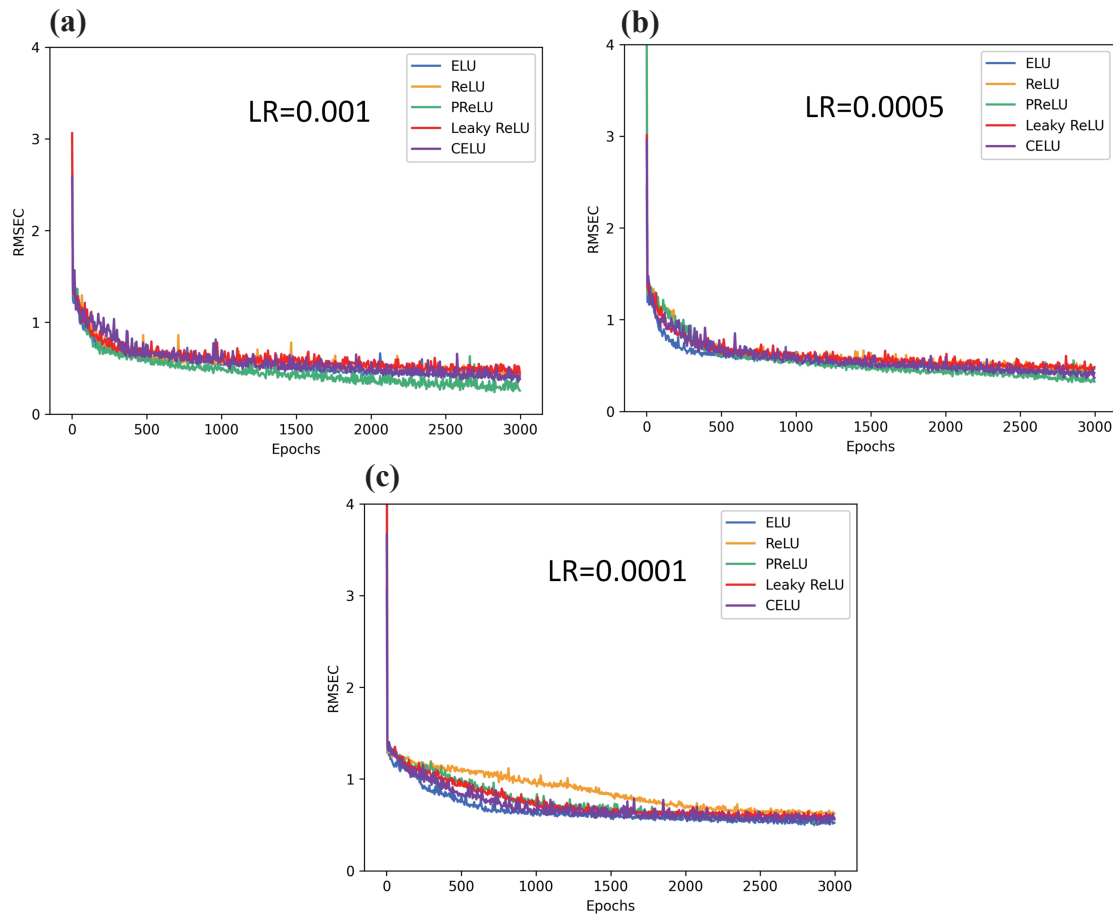 (a)
4
3
2
1
0
RMSEC
LR=0.001
ELU
ReLU
PReLU
Leaky ReLU
CELU
0 500 1000 1500 2000 2500 3000
Epochs
(b)
4
3
2
1
0
RMSEC
LR=0.0005
ELU
ReLU
PReLU
Leaky ReLU
CELU
0 500 1000 1500 2000 2500 3000
Epochs
(c)
4
3
2
1
0
RMSEC
LR=0.0001
ELU
ReLU
PReLU
Leaky ReLU
CELU
0 500 1000 1500 2000 2500 3000
Epochs